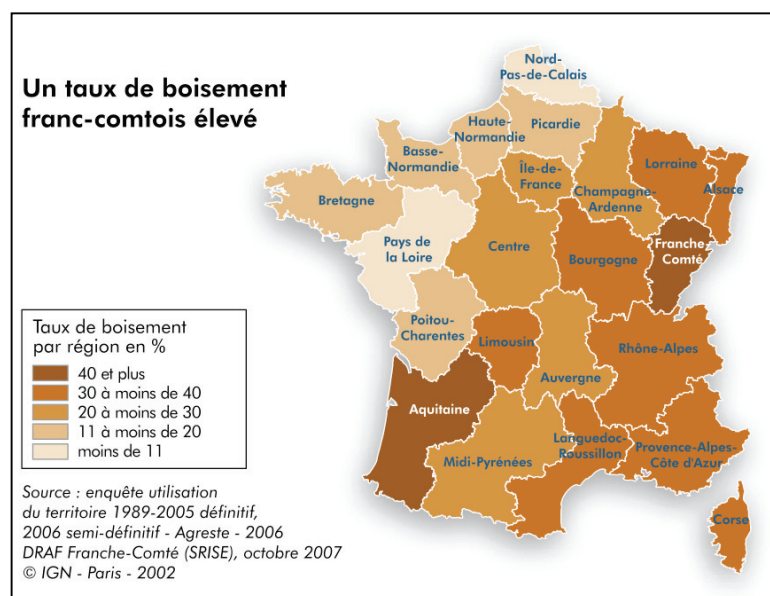 Un taux de boisement
franc-comtois élevé
Nord-
Pas-de-Calais
Haute-
Normandie
Picardie
Basse-
Normandie
Île-de-
France
Champagne-
Ardenne
Lorraine
Alsace
Bretagne
Pays de
la Loire
Centre
Bourgogne
Franche
Comté
Poitou-
Charentes
Limousin
Auvergne
Rhône-Alpes
Aquitaine
Midi-Pyrénées
Languedoc-
Roussillon
Provence-Alpes-
Côte d'Azur
Corse
Taux de boisement
par région en %
40 et plus
30 à moins de 40
20 à moins de 30
11 à moins de 20
moins de 11
Source : enquête utilisation
du territoire 1989-2005 définitif,
2006 semi-définitif - Agreste - 2006
DRAF Franche-Comté (SRISE), octobre 2007
© IGN - Paris - 2002